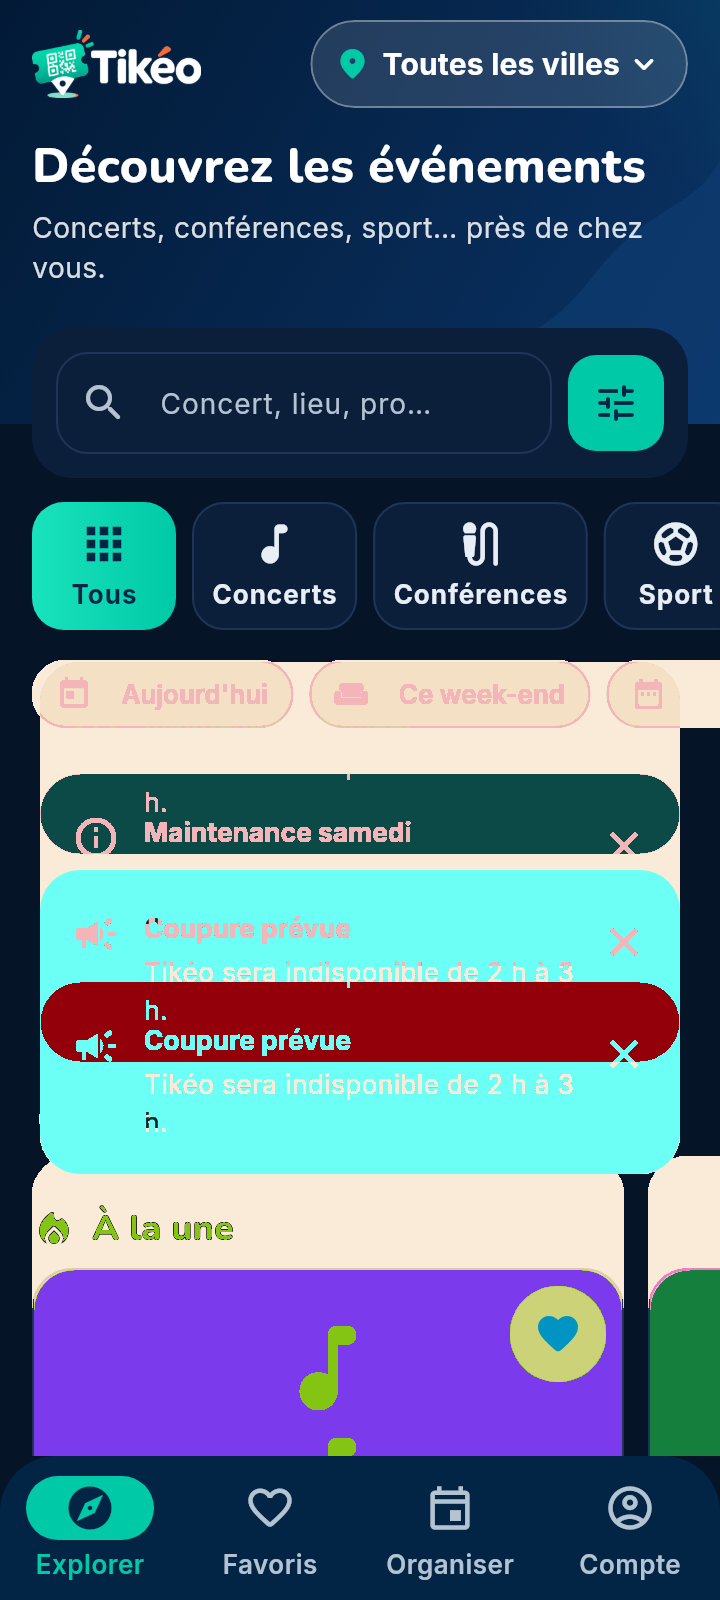 Tikéo
Toutes les villes
Découvrez les événements
Concerts, conférences, sport... près de chez
vous.
Concert, lieu, pro...
Tous
Concerts
Conférences
Sport
Aujourd'hui
Ce week-end
h.
Maintenance samedi
Coupure prévue
Tikéo sera indisponible de 2 h à 3
h.
Coupure prévue
Tikéo sera indisponible de 2 h à 3
h.
À la une
Explorer
Favoris
Organiser
Compte